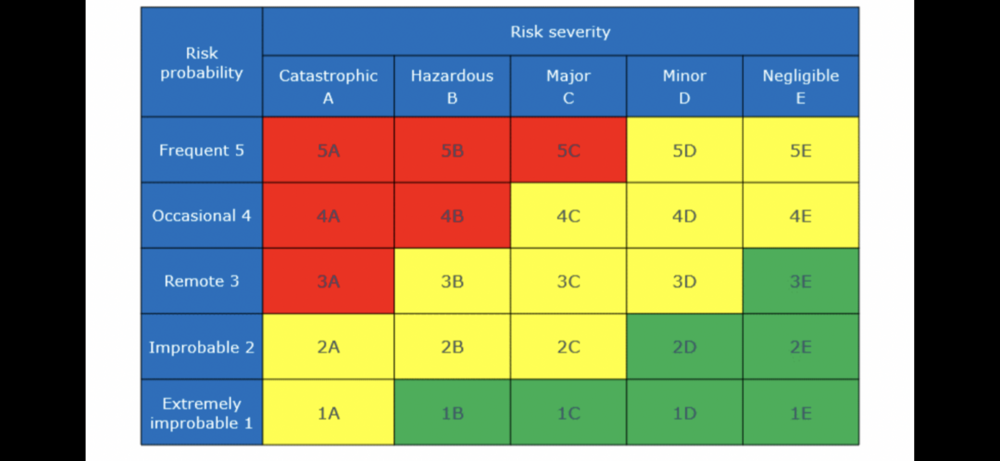 Risk
probability
Risk severity
Catastrophic
A
Hazardous
B
Major
C
Minor
D
Negligible
E
Frequent 5
5A
5B
5C
5D
5E
Occasional 4
4A
4B
4C
4D
4E
Remote 3
3A
3B
3C
3D
3E
Improbable 2
2A
2B
2C
2D
2E
Extremely
improbable 1
1A
1B
1C
1D
1E